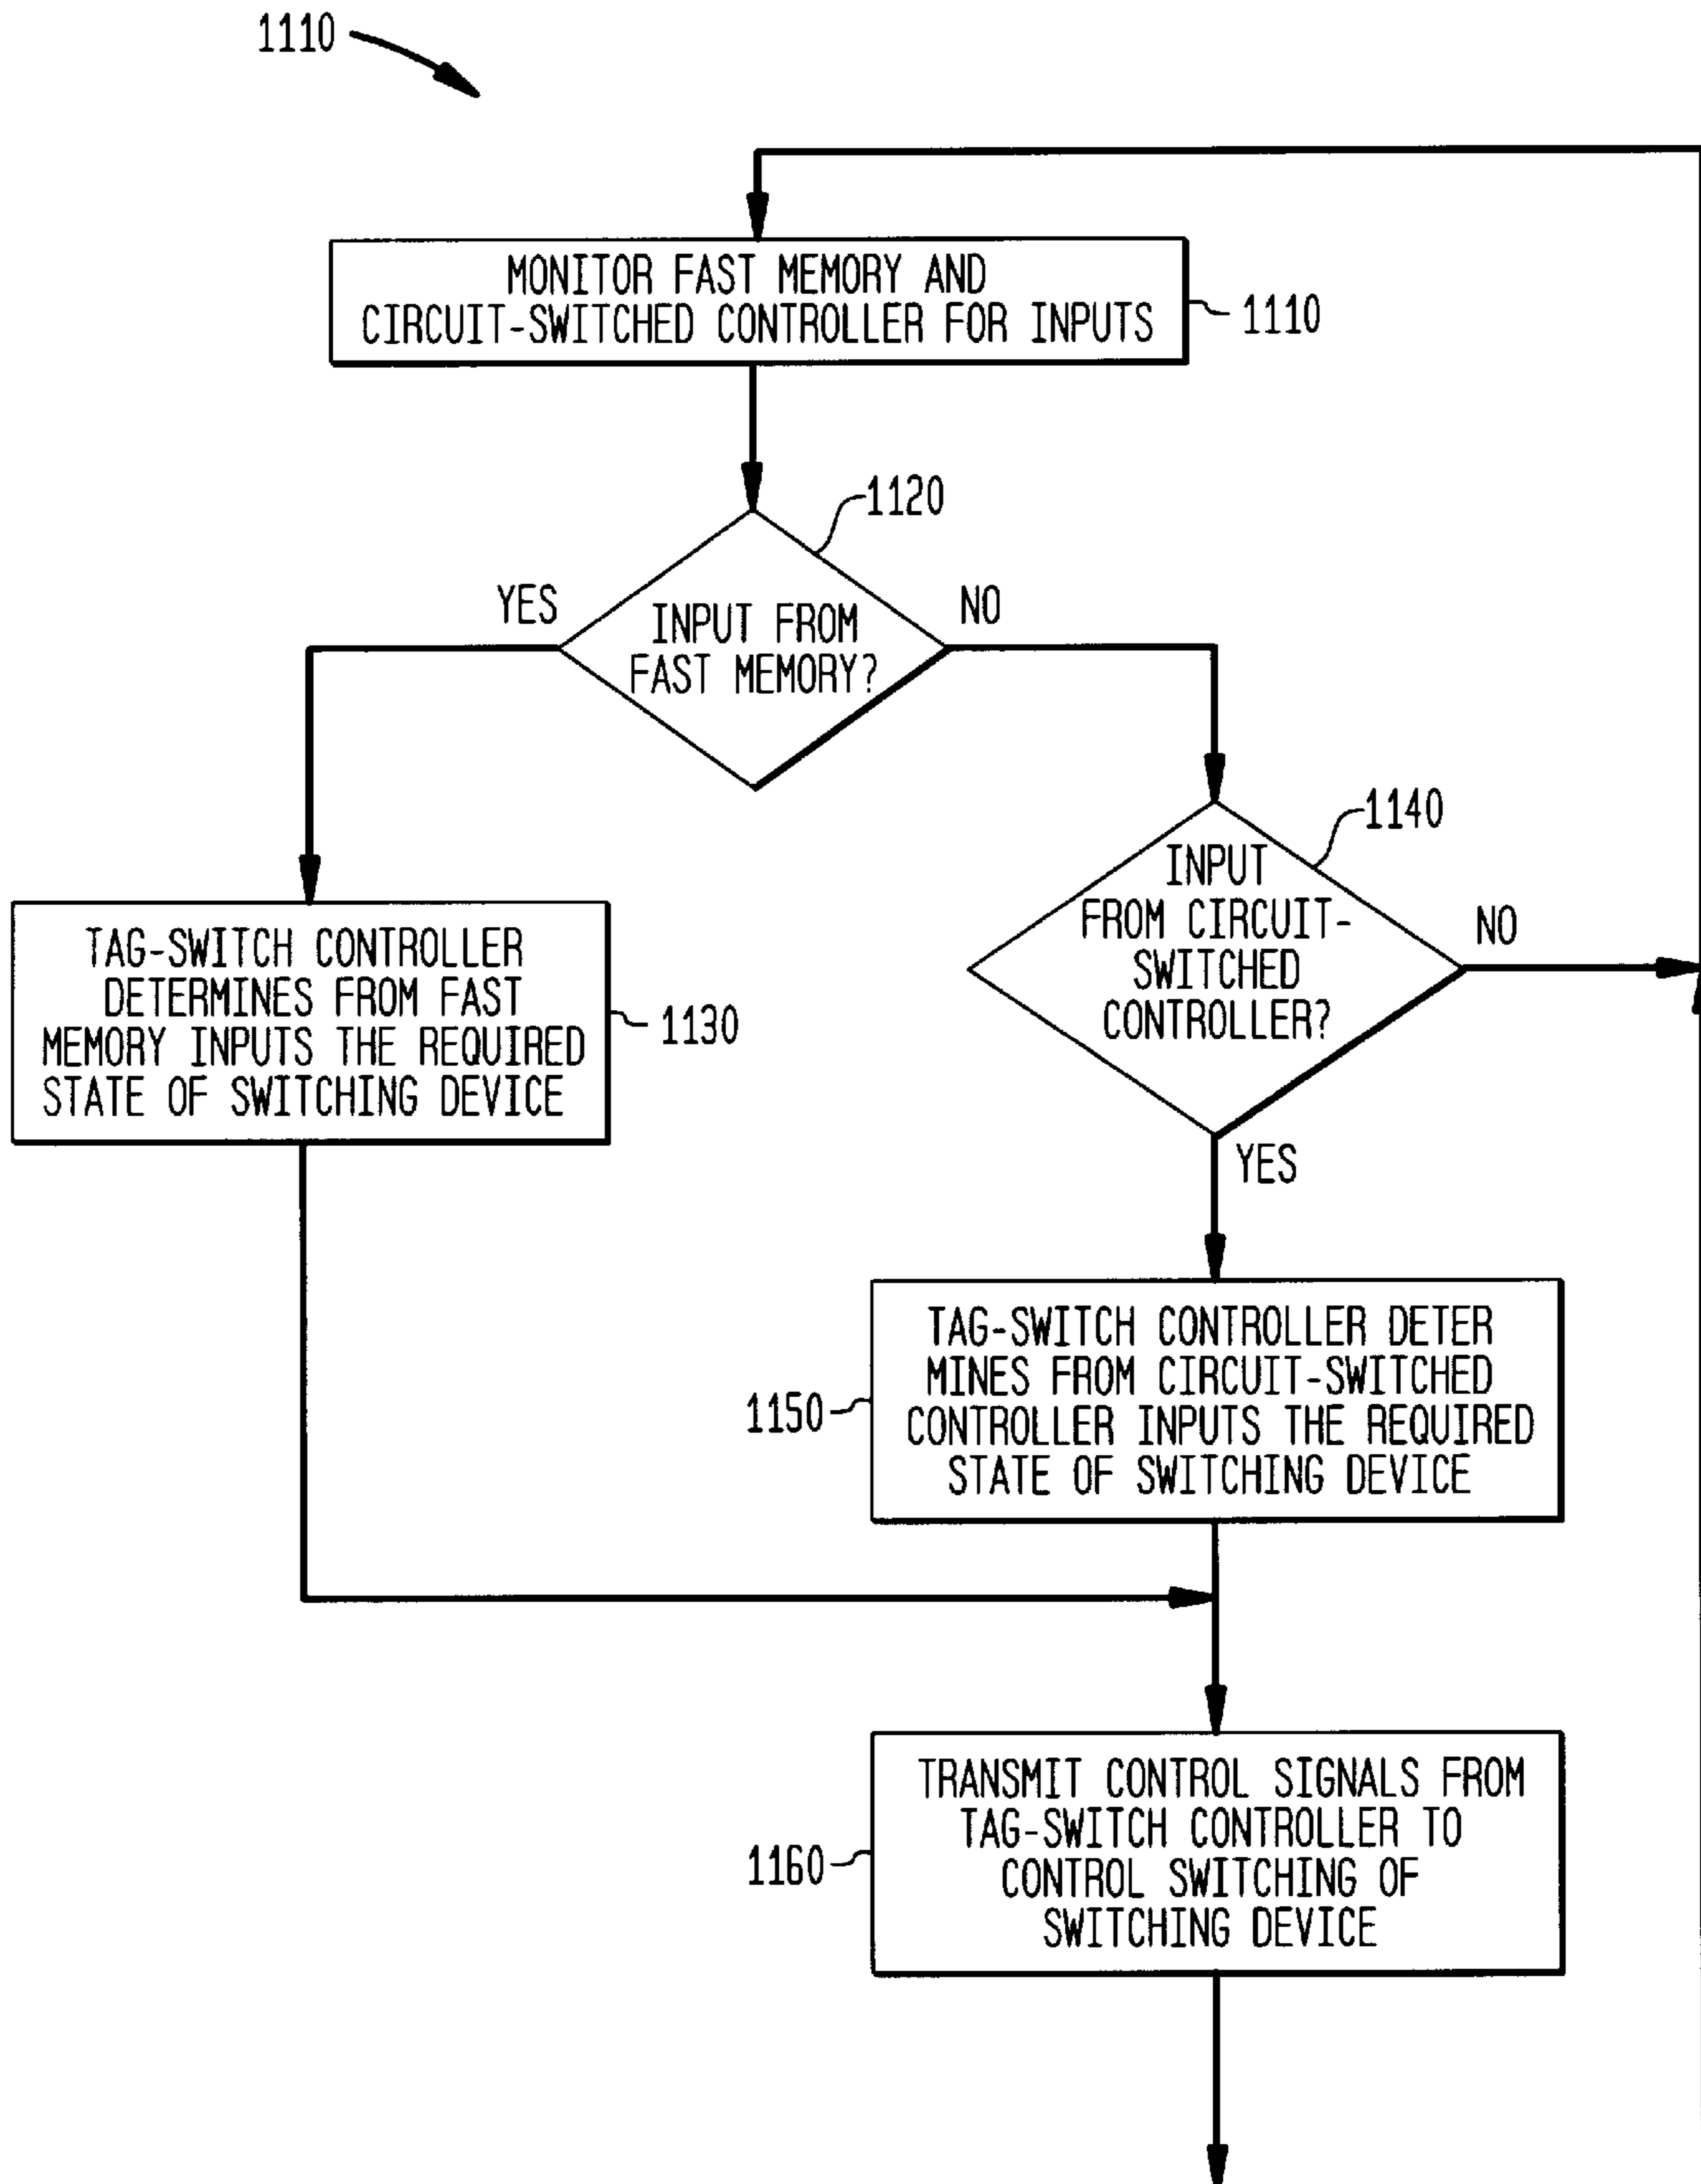 1110
MONITOR FAST MEMORY AND
CIRCUIT-SWITCHED CONTROLLER FOR INPUTS
1110
1120
YES
INPUT FROM
FAST MEMORY?
NO
1140
INPUT
FROM CIRCUIT-
SWITCHED
CONTROLLER?
NO
YES
TAG-SWITCH CONTROLLER
DETERMINES FROM FAST
MEMORY INPUTS THE REQUIRED
STATE OF SWITCHING DEVICE
1130
TAG-SWITCH CONTROLLER DETER
MINES FROM CIRCUIT-SWITCHED
CONTROLLER INPUTS THE REQUIRED
STATE OF SWITCHING DEVICE
1150
TRANSMIT CONTROL SIGNALS FROM
TAG-SWITCH CONTROLLER TO
CONTROL SWITCHING OF
SWITCHING DEVICE
1160